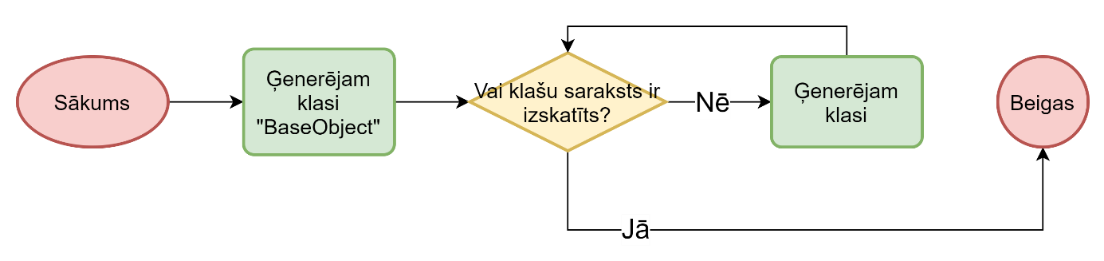 Sākums
Ģenerējam
klasi
"BaseObject"
Vai klašu saraksts ir
izskatīts?
Nē
Ģenerējam
klasi
Beigas
Jā